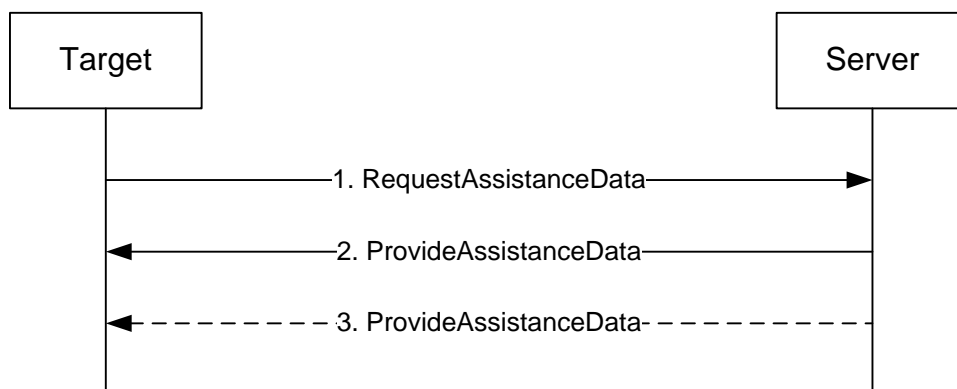 Target
Server
1. RequestAssistanceData
2. ProvideAssistanceData
3. ProvideAssistanceData